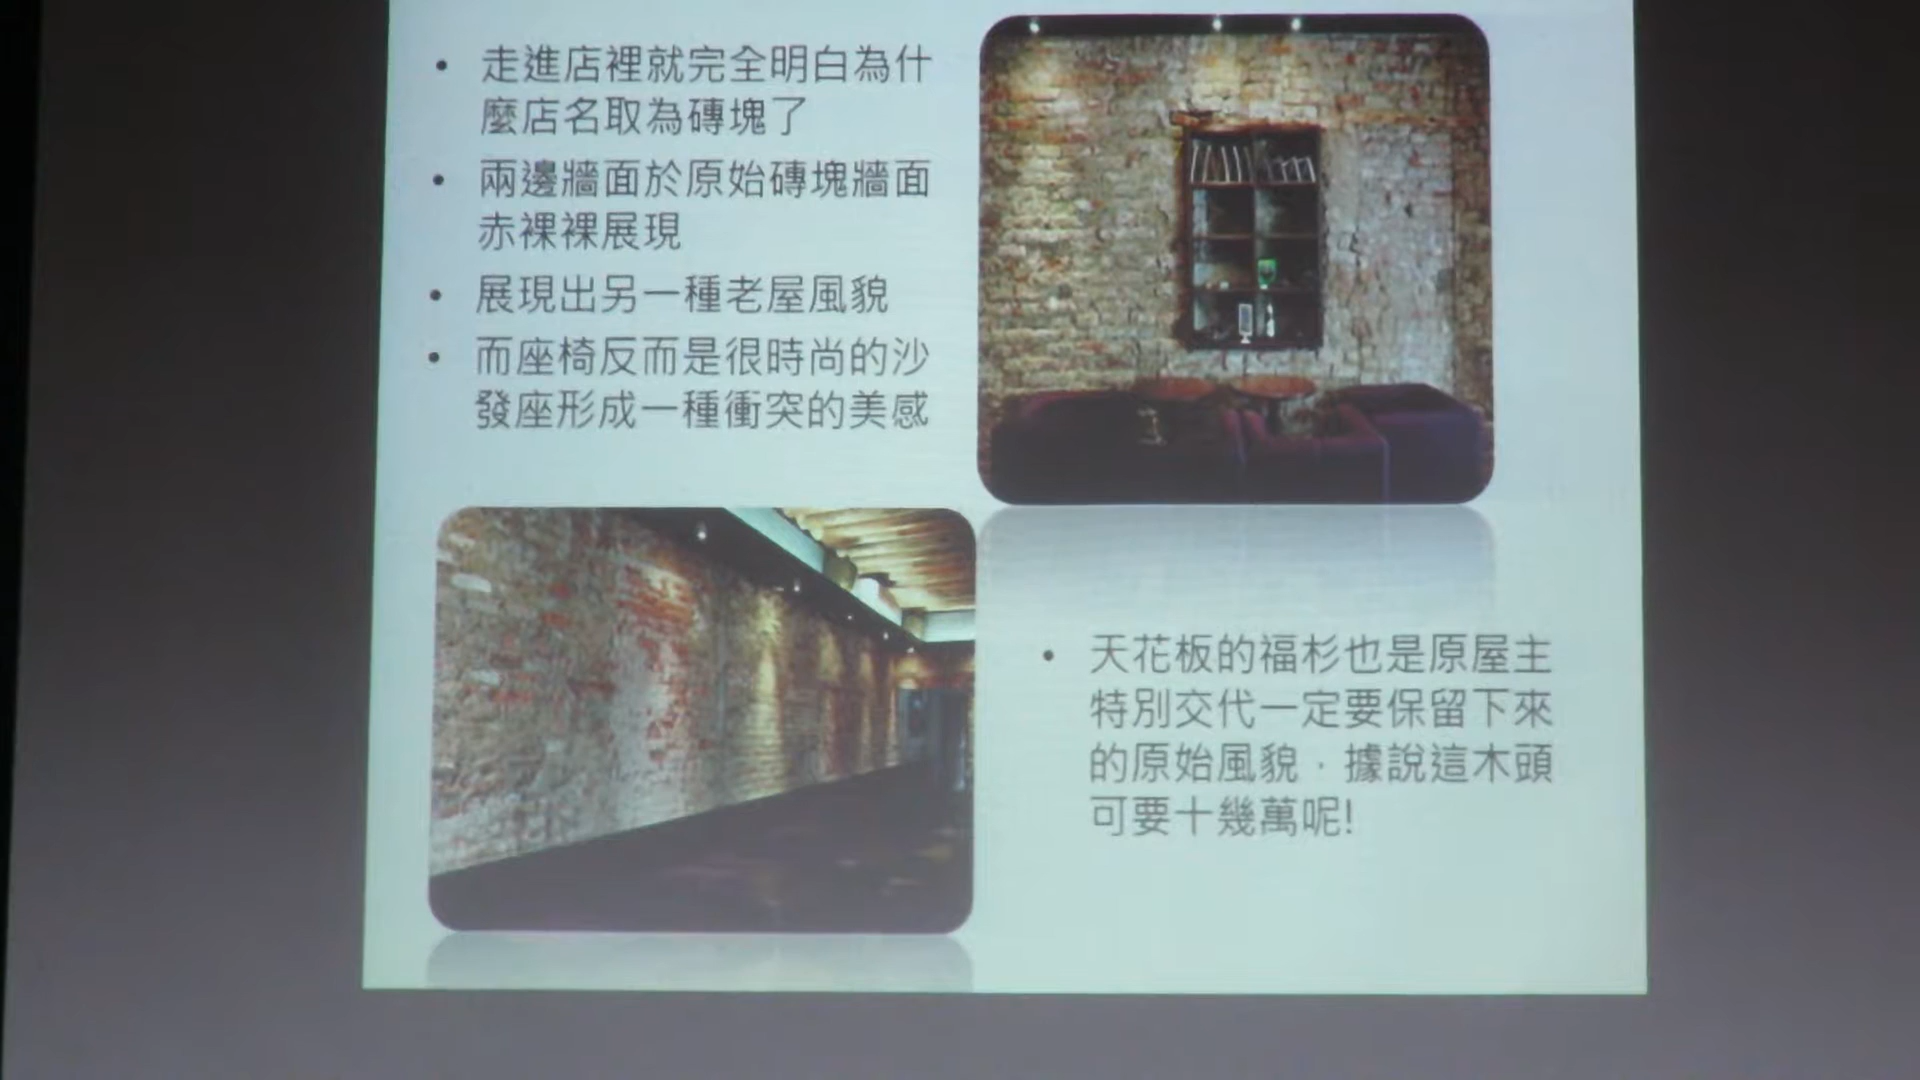 • 走進店裡就完全明白為什
麼店名取為磚塊了
• 兩邊牆面於原始磚塊牆面
赤裸裸展現
• 展現出另一種老屋風貌
• 而座椅反而是很時尚的沙
發座形成一種衝突的美感
• 天花板的福杉也是原屋主
特別交代一定要保留下來
的原始風貌，據說這木頭
可要十幾萬呢!